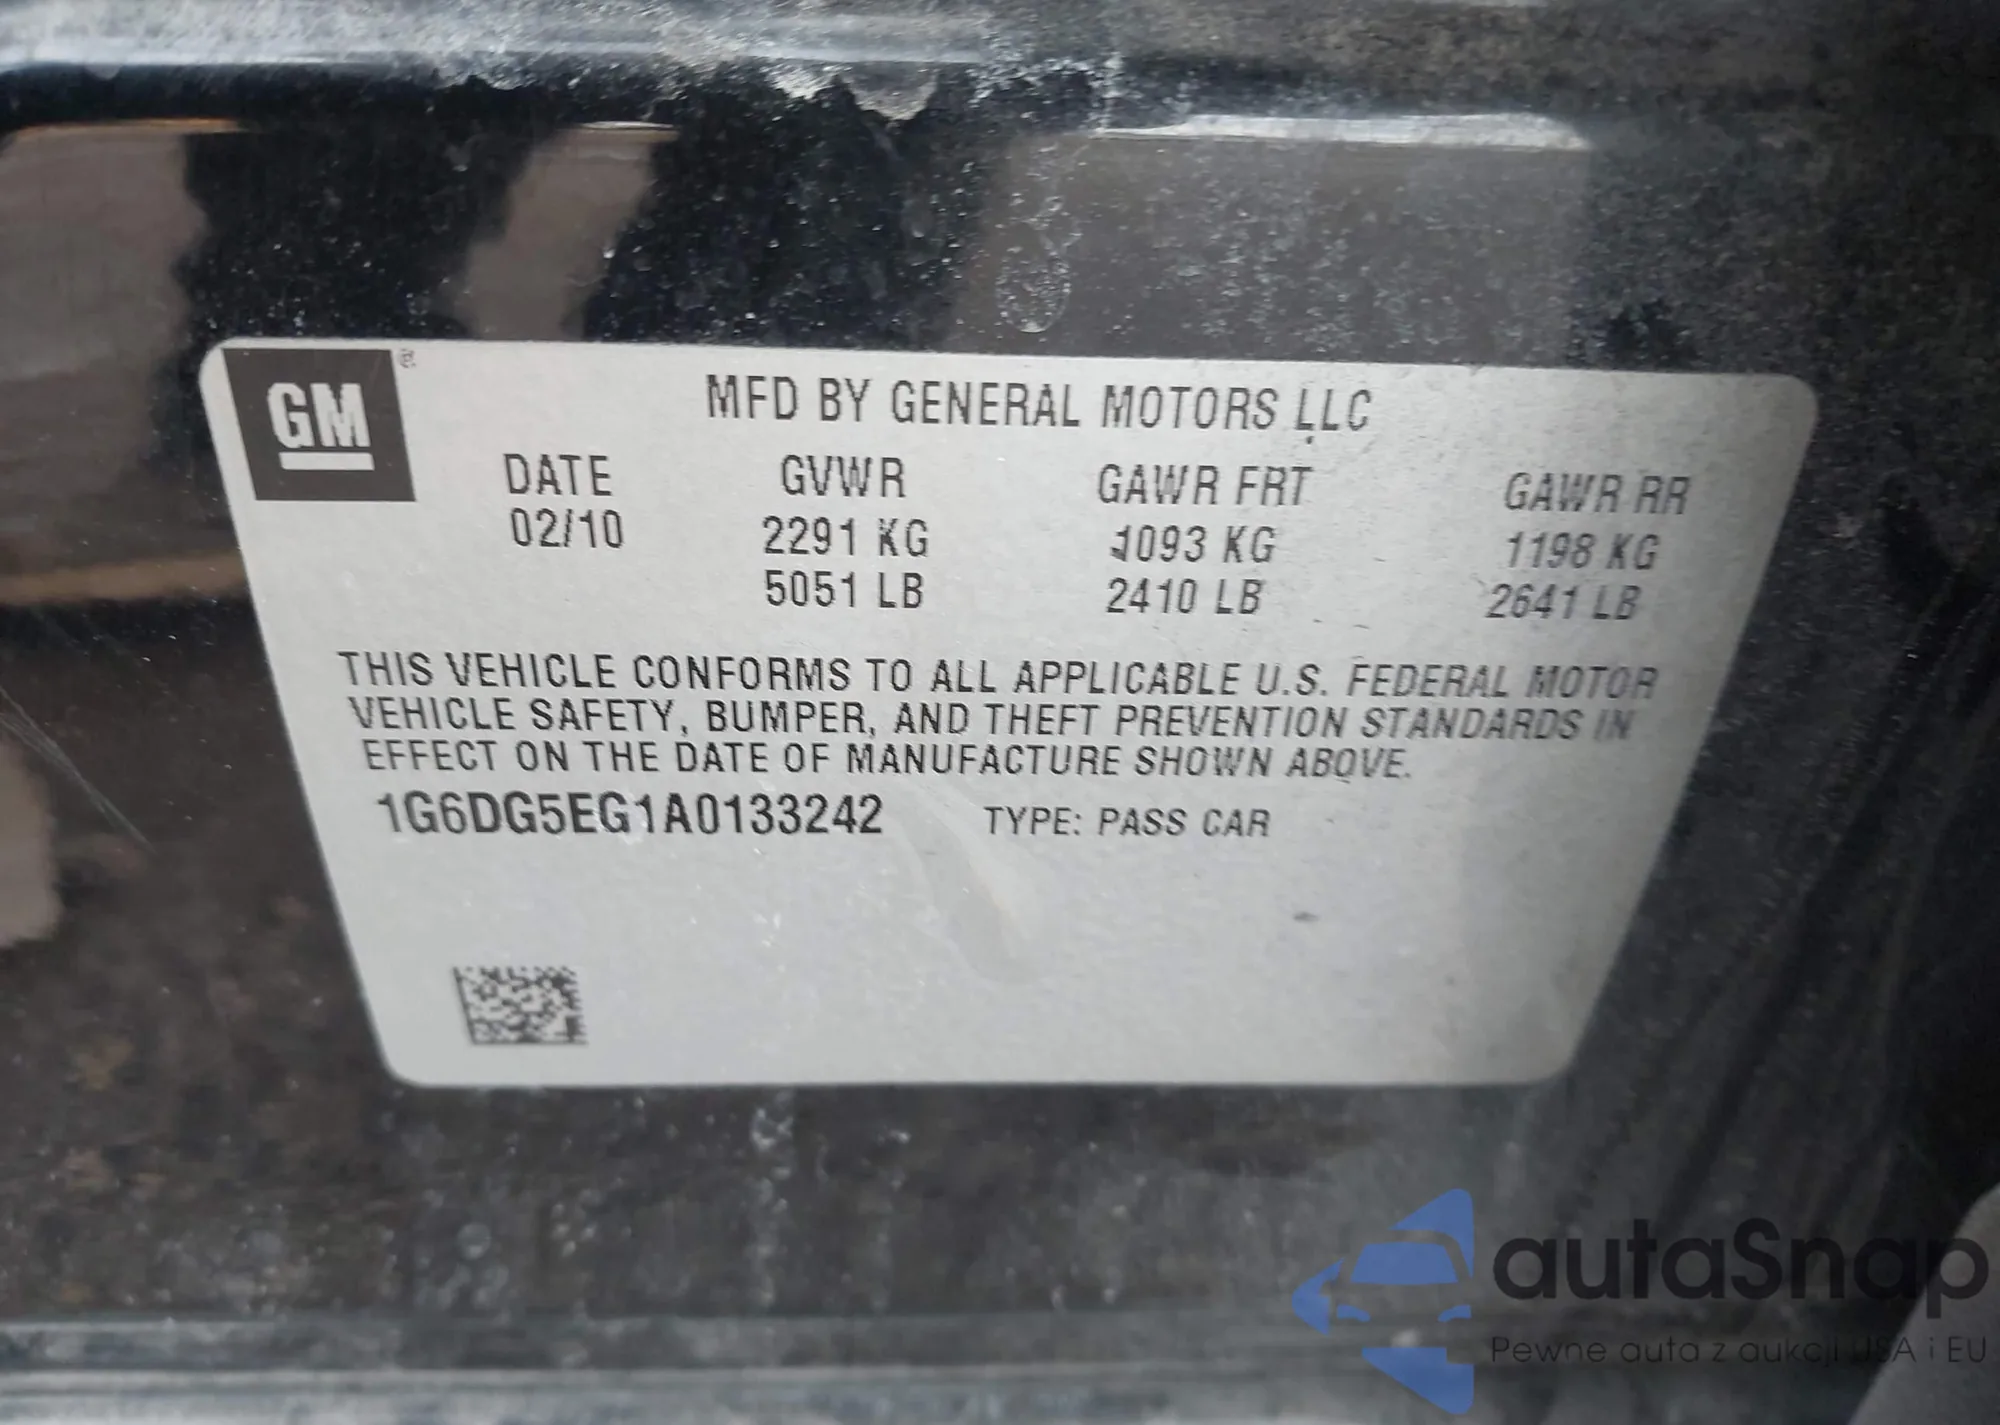 GM ®
MFD BY GENERAL MOTORS LLC
DATE GVWR GAWR FRT GAWR RR
02/10 2291 KG 1093 KG 1198 KG
5051 LB 2410 LB 2641 LB
THIS VEHICLE CONFORMS TO ALL APPLICABLE U.S. FEDERAL MOTOR
VEHICLE SAFETY, BUMPER, AND THEFT PREVENTION STANDARDS IN
EFFECT ON THE DATE OF MANUFACTURE SHOWN ABOVE.
1G6DG5EG1A0133242 TYPE: PASS CAR
autaSnap
Pewne auta z aukcji USA i EU